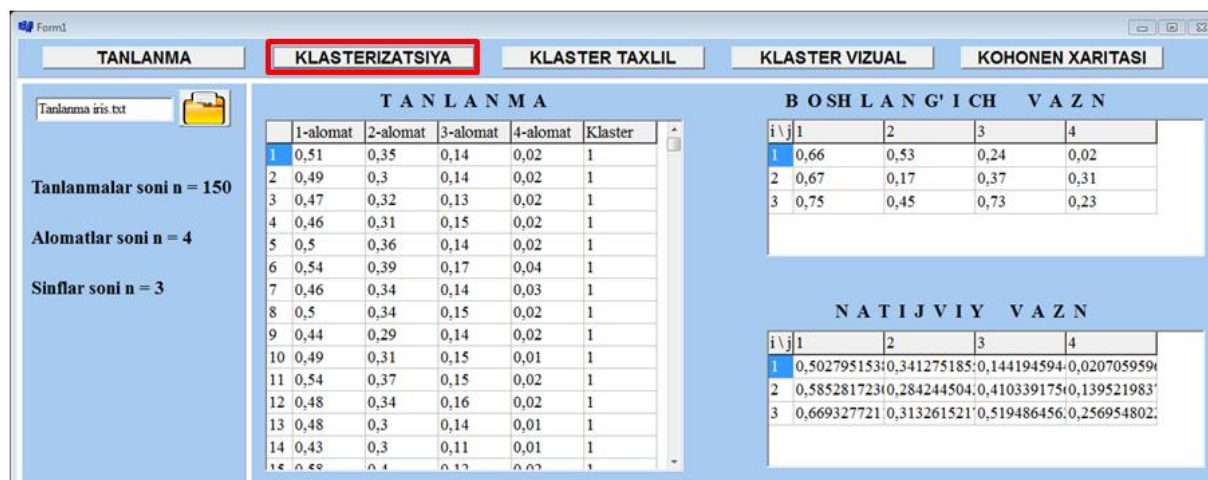 Form1
TANLANMA KLASTERIZATSIYA KLASTER TAXLIL KLASTER VIZUAL KOHONEN XARITASI
Tanlanma iris.txt
Tanlanmalar soni n = 150
Alomatlar soni n = 4
Sinflar soni n = 3
T A N L A N M A
1-alomat 2-alomat 3-alomat 4-alomat Klaster
1 0,51 0,35 0,14 0,02 1
2 0,49 0,3 0,14 0,02 1
3 0,47 0,32 0,13 0,02 1
4 0,46 0,31 0,15 0,02 1
5 0,5 0,36 0,14 0,02 1
6 0,54 0,39 0,17 0,04 1
7 0,46 0,34 0,14 0,03 1
8 0,5 0,34 0,15 0,02 1
9 0,44 0,29 0,14 0,02 1
10 0,49 0,31 0,15 0,01 1
11 0,54 0,37 0,15 0,02 1
12 0,48 0,34 0,16 0,02 1
13 0,48 0,3 0,14 0,01 1
14 0,43 0,3 0,11 0,01 1
15 0,58 0,4 0,12 0,02 1
B O SH L A N G' I CH V A Z N
i \ j 1 2 3 4
1 0,66 0,53 0,24 0,02
2 0,67 0,17 0,37 0,31
3 0,75 0,45 0,73 0,23
N A T I J V I Y V A Z N
i \ j 1 2 3 4
1 0,502795153 0,341275185 0,144194594 0,020705959
2 0,585281723 0,284244504 0,410339175 0,139521983
3 0,669327721 0,313261521 0,519486456 0,256954802